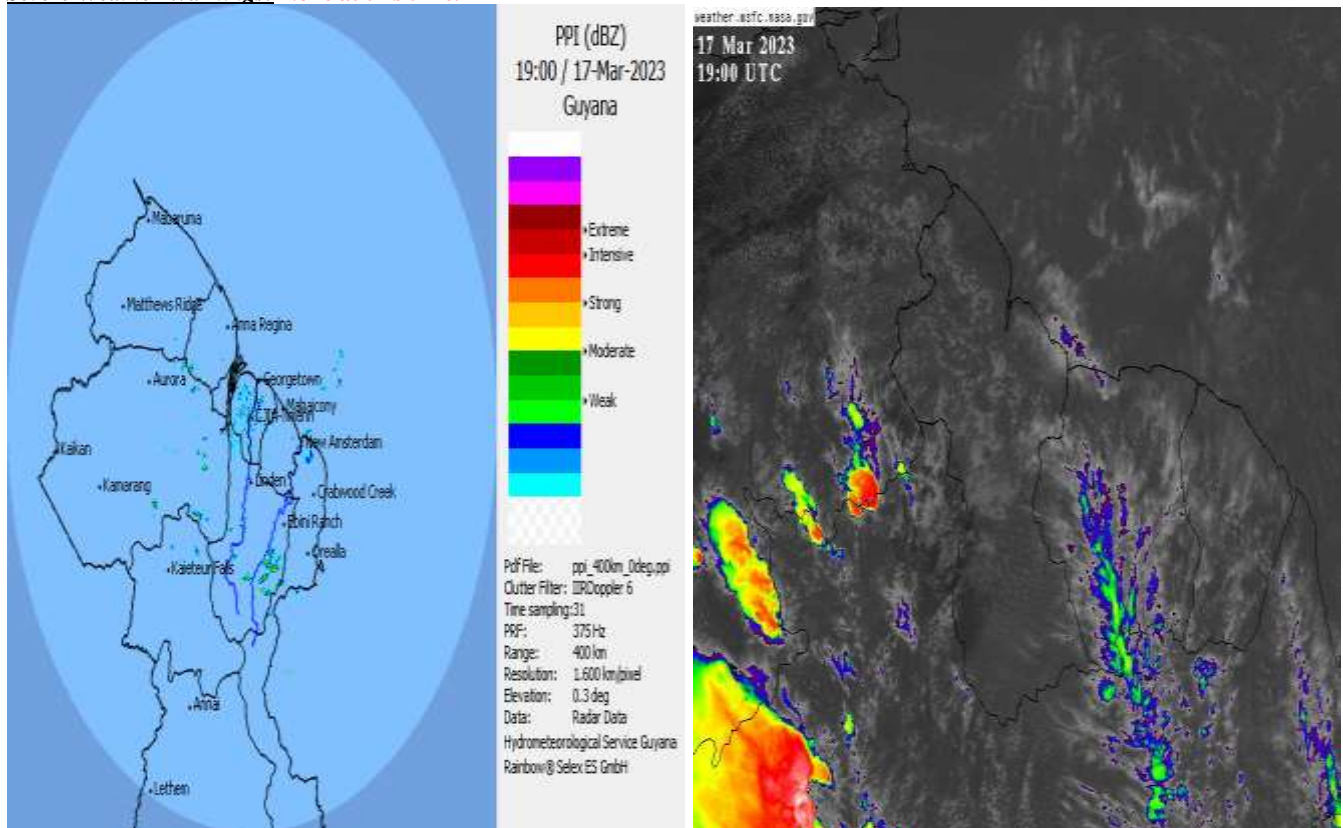 PPI (dBZ)
19:00 / 17-Mar-2023
Guyana
Extreme
Intensive
Strong
Moderate
Weak
Pdf File: ppi_400km_0deg.ppi
Clutter Filter: IIRDoppler 6
Time sampling:31
PRF: 375 Hz
Range: 400 km
Resolution: 1.600 km/pixel
Elevation: 0.3 deg
Data: Radar Data
Hydrometeorological Service Guyana
Rainbow® Selex ES GmbH
Mabaruma
Matthews Ridge
Anna Regina
Aurora
Georgetown
Mahaicony
New Amsterdam
Kaikan
Kamarang
Linden
Crabwood Creek
Ebini Ranch
Kaieteur Falls
Orealla
Annai
Lethem
weather.msfc.nasa.gov
17 Mar 2023
19:00 UTC